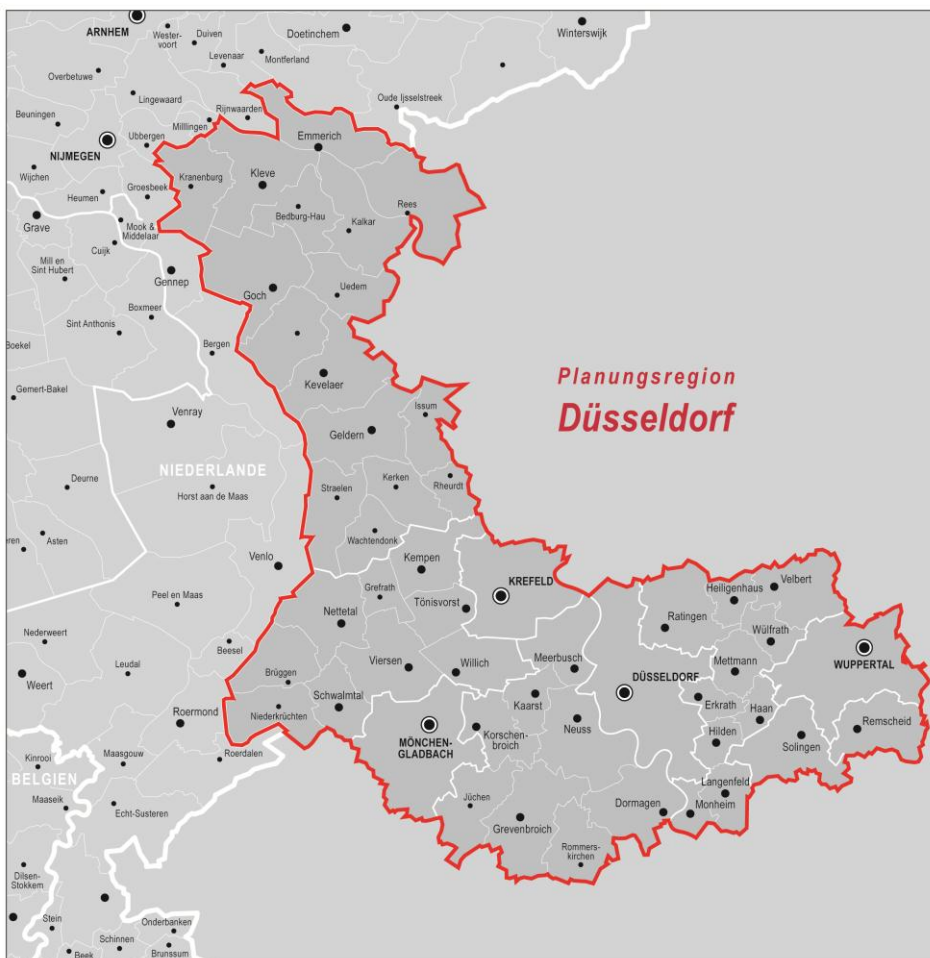 ARNHEM
Wester-
voort
Duiven
Doetinchem
Winterswijk
Levenaar
Montferland
Overbetuwe
Lingewaard
Rijnwaarden
Oude Ijsselstreek
Beuningen
Milllingen
Ubbergen
Emmerich
NIJMEGEN
Wijchen
Groesbeek
Kranenburg
Kleve
Heumen
Bedburg-Hau
Rees
Grave
Mook &
Middelaar
Kalkar
Cuijk
Mill en
Sint Hubert
Gennep
Goch
Uedem
Boxmeer
Sint Anthonis
Boekel
Bergen
Planungsregion
Düsseldorf
Gemert-Bakel
Kevelaer
Venray
Issum
Geldern
NIEDERLANDE
Deurne
Horst aan de Maas
Straelen
Kerken
Rheurdt
Asten
Wachtendonk
Venlo
Kempen
KREFELD
Velbert
Heiligenhaus
Grefrath
Tönisvorst
Peel en Maas
Nettetal
Ratingen
Wülfrath
Nederweert
Beesel
WUPPERTAL
Leudal
Viersen
Willich
Meerbusch
Mettmann
Weert
Brüggen
DÜSSELDORF
Schwalmtal
Kaarst
Erkrath
Haan
Roermond
Niederkrüchten
Neuss
Remscheid
MÖNCHEN-
GLADBACH
Korschen-
broich
Hilden
Solingen
Kinrooi
Maasgouw
Roerdalen
BELGIEN
Langenfeld
Maaseik
Jüchen
Dormagen
Monheim
Echt-Susteren
Grevenbroich
Rommers-
kirchen
Dilsen-
Stokkem
Stein
Onderbanken
Schinnen
Beek
Brunssum